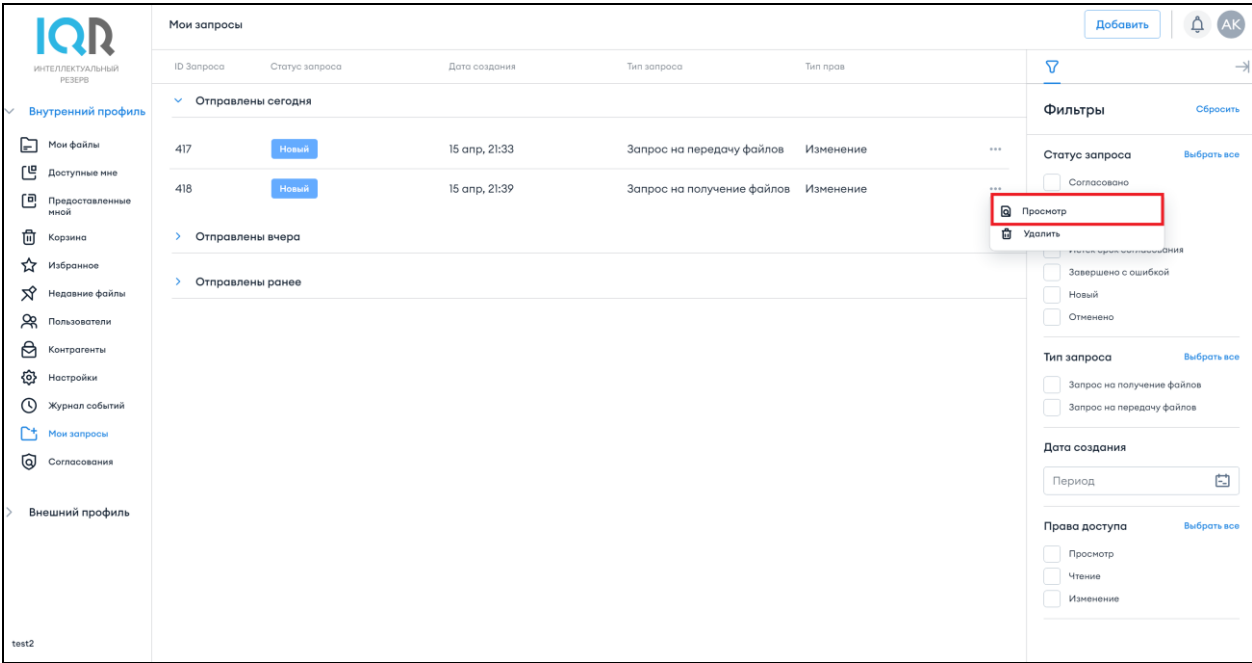 IQR
ИНТЕЛЛЕКТУАЛЬНЫЙ
РЕЗЕРВ
Внутренний профиль
Мои файлы
Доступные мне
Предоставленные
мной
Корзина
Избранное
Недавние файлы
Пользователи
Контрагенты
Настройки
Журнал событий
Мои запросы
Согласования
Внешний профиль
test2
Мои запросы
Добавить
АК
ID Запроса Статус запроса Дата создания Тип запроса Тип прав
Отправлены сегодня
417 Новый 15 апр, 21:33 Запрос на передачу файлов Изменение
418 Новый 15 апр, 21:39 Запрос на получение файлов Изменение
Просмотр
Удалить
Отправлены вчера
Отправлены ранее
Фильтры Сбросить
Статус запроса Выбрать все
Согласовано
Истек срок согласования
Завершено с ошибкой
Новый
Отменено
Тип запроса Выбрать все
Запрос на получение файлов
Запрос на передачу файлов
Дата создания
Период
Права доступа Выбрать все
Просмотр
Чтение
Изменение